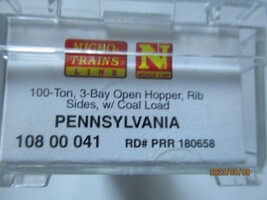 MICRO-
TRAINS
LINE
N
100-Ton, 3-Bay Open Hopper, Rib
Sides, w/ Coal Load
PENNSYLVANIA
108 00 041 RD# PRR 180658